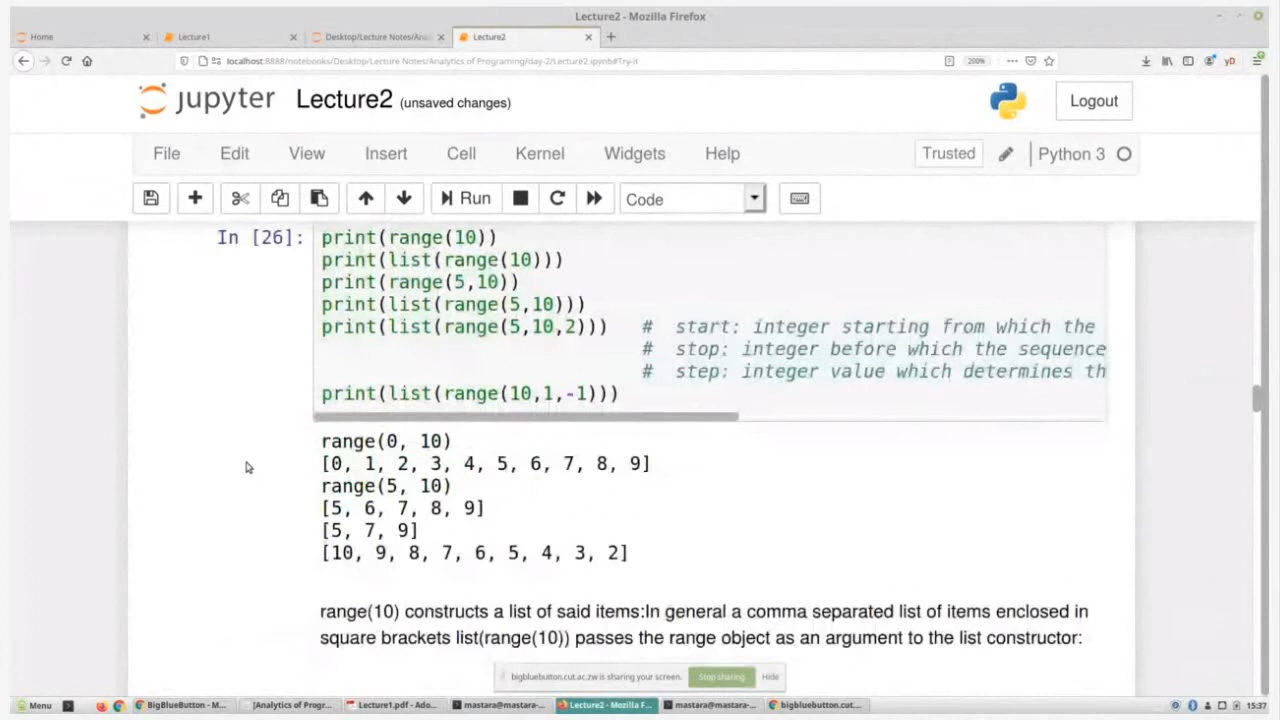 Lecture2 - Mozilla Firefox
Home
Lecture1
Desktop/Lecture Notes/Anal
Lecture2
localhost:8888/notebooks/Desktop/Lecture Notes/Analytics of Programing/day-2/Lecture2.ipynb#Try-it
200%
jupyter Lecture2 (unsaved changes)
Logout
File Edit View Insert Cell Kernel Widgets Help
Trusted
Python 3
Run
Code
In [26]:
print(range(10))
print(list(range(10)))
print(range(5,10))
print(list(range(5,10)))
print(list(range(5,10,2))) # start: integer starting from which the
# stop: integer before which the sequence
# step: integer value which determines th
print(list(range(10,1,-1)))
range(0, 10)
[0, 1, 2, 3, 4, 5, 6, 7, 8, 9]
range(5, 10)
[5, 6, 7, 8, 9]
[5, 7, 9]
[10, 9, 8, 7, 6, 5, 4, 3, 2]
range(10) constructs a list of said items:In general a comma separated list of items enclosed in
square brackets list(range(10)) passes the range object as an argument to the list constructor:
bigbluebutton.cut.ac.zw is sharing your screen.
Stop sharing
Hide
Menu
BigBlueButton - M...
[Analytics of Progr...
Lecture1.pdf - Ado...
mastara@mastara-...
Lecture2 - Mozilla F...
mastara@mastara-...
bigbluebutton.cut....
15:37